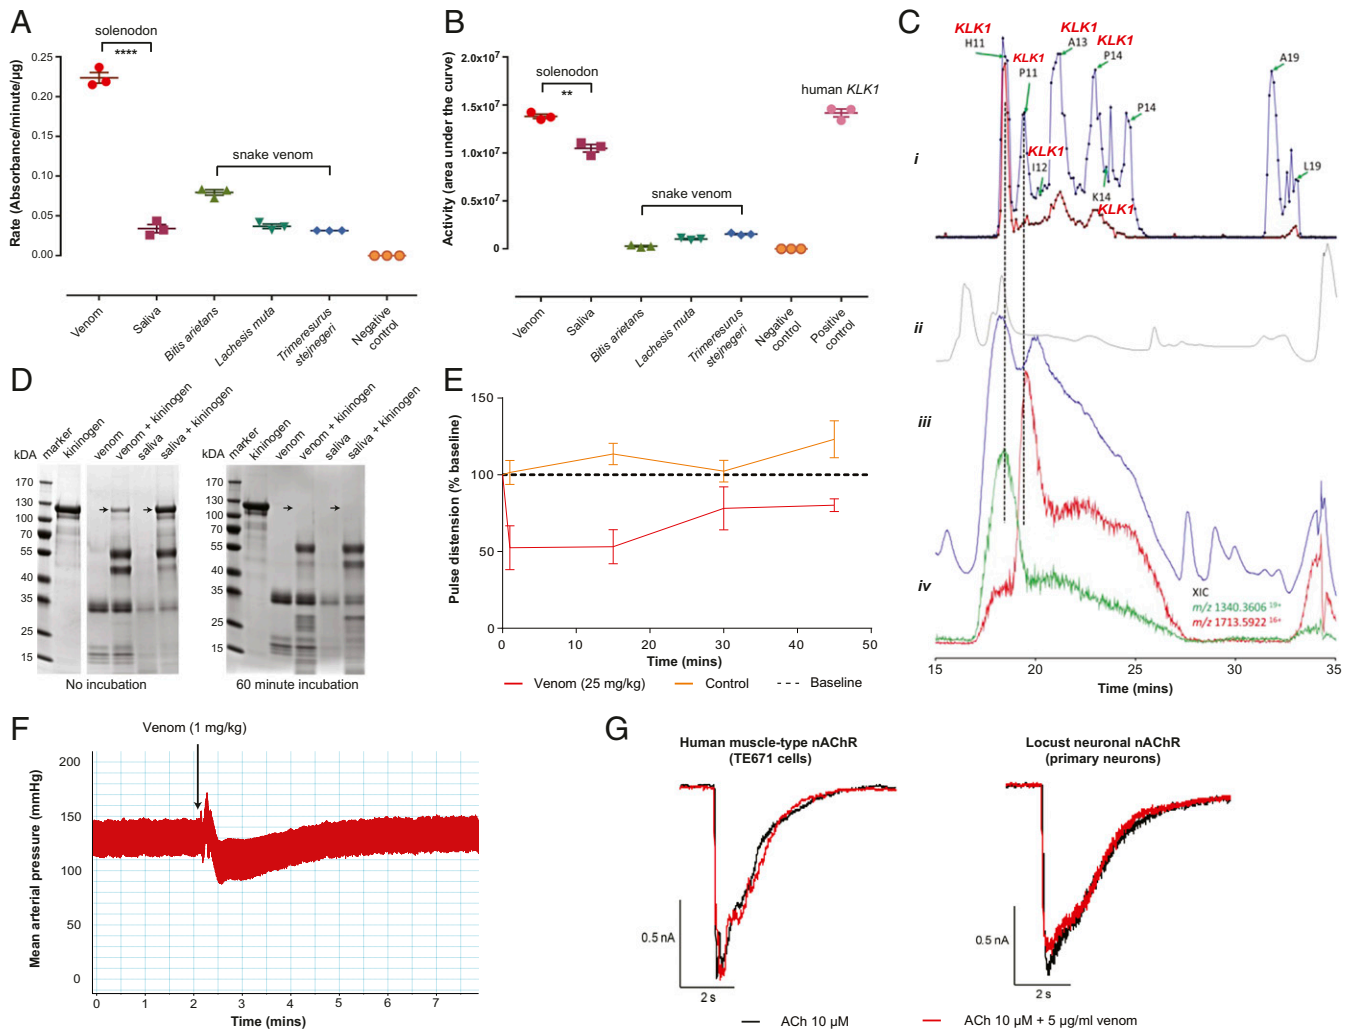 A
solenodon
****
snake venom
Rate (Absorbance/minute/µg)
0.25
0.20
0.15
0.10
0.05
0.00
Venom
Saliva
Bitis arietans
Lachesis muta
Trimeresurus
stejnegeri
Negative
control
B
solenodon
**
snake venom
human KLK1
Activity (area under the curve)
2.0x10⁷
1.5x10⁷
1.0x10⁷
0.5x10⁷
0
Venom
Saliva
Bitis arietans
Lachesis muta
Trimeresurus
stejnegeri
Negative
control
Positive
control
C
KLK1
H11
KLK1
P11
KLK1
A13
KLK1
P14
A19
P14
KLK1
I12
K14
KLK1
L19
i
ii
iii
iv
XIC
m/z 1340.3606 19+
m/z 1713.5922 16+
15
20
25
30
35
Time (mins)
D
kDA
marker
kininogen
venom
venom + kininogen
saliva
saliva + kininogen
170
130
100
70
55
40
35
25
15
No incubation
kDA
marker
kininogen
venom
venom + kininogen
saliva
saliva + kininogen
170
130
100
70
55
40
35
25
15
60 minute incubation
E
Pulse distension (% baseline)
150
100
50
0
0
10
20
30
40
50
Time (mins)
Venom (25 mg/kg)
Control
Baseline
F
Venom (1 mg/kg)
Mean arterial pressure (mmHg)
200
150
100
50
0
0
1
2
3
4
5
6
7
Time (mins)
G
Human muscle-type nAChR
(TE671 cells)
0.5 nA
2 s
Locust neuronal nAChR
(primary neurons)
0.5 nA
2 s
ACh 10 µM
ACh 10 µM + 5 µg/ml venom